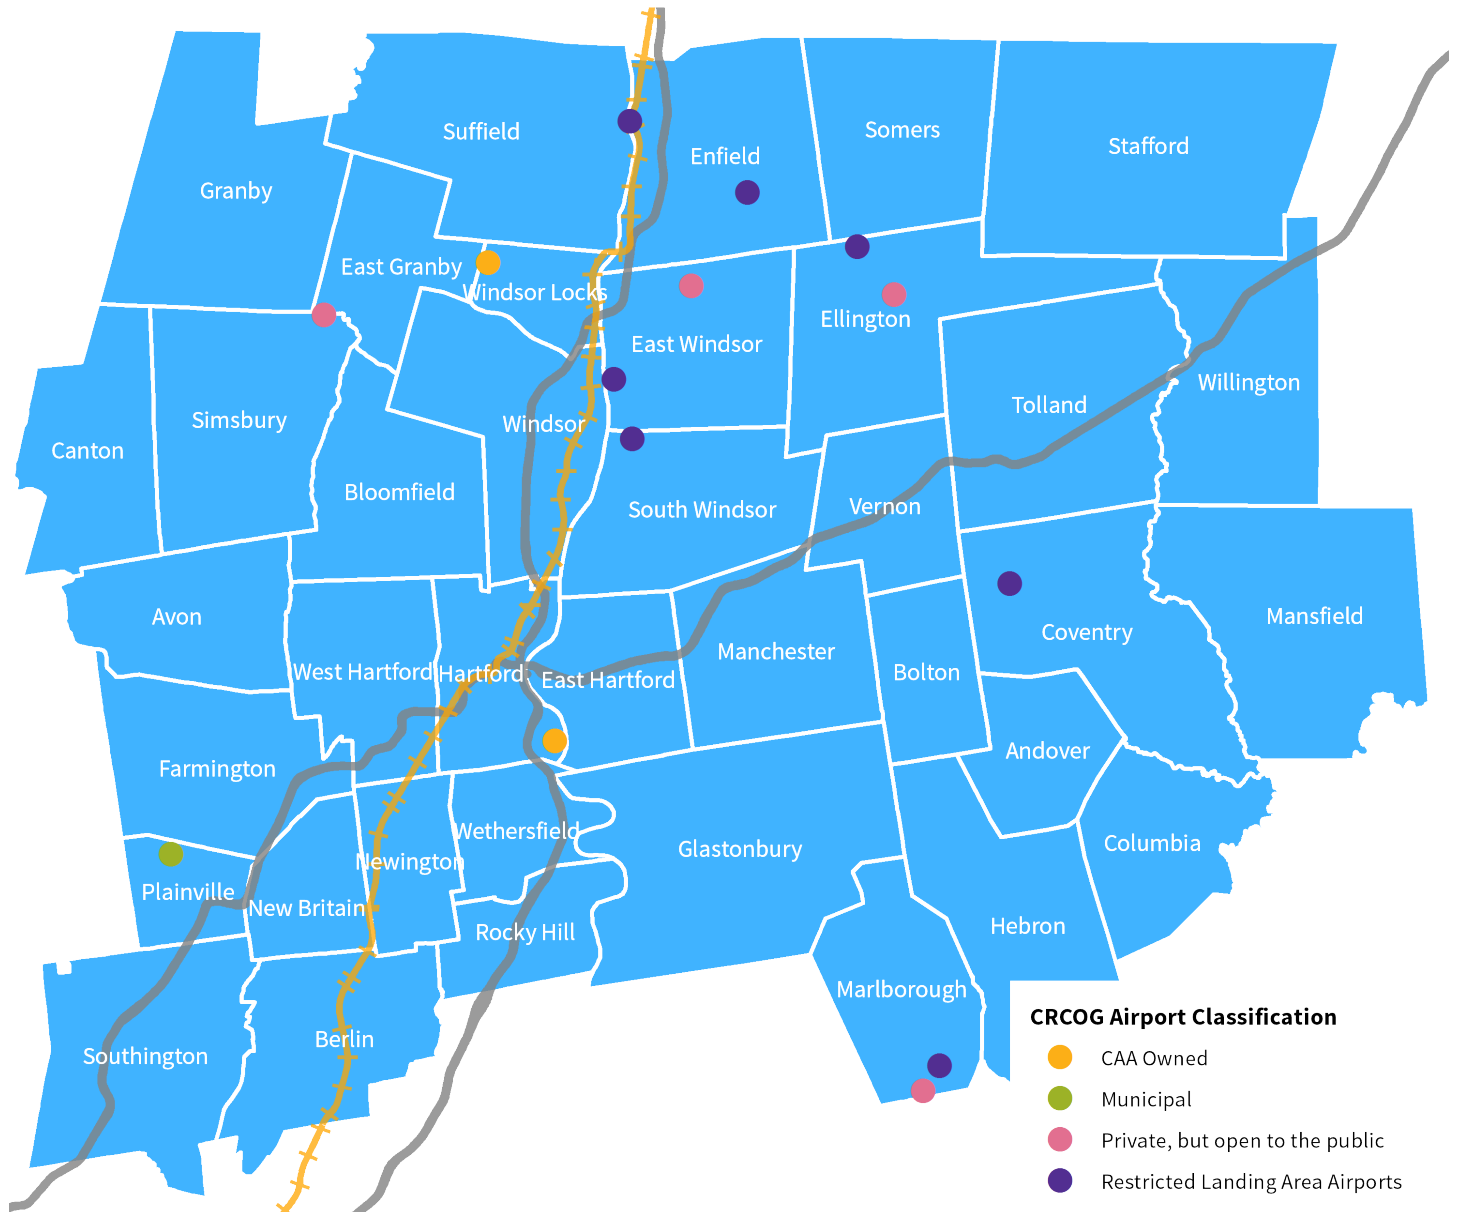 Suffield
Somers
Stafford
Enfield
Granby
East Granby
Windsor Locks
Ellington
East Windsor
Willington
Tolland
Simsbury
Windsor
Canton
Bloomfield
South Windsor
Vernon
Avon
Mansfield
Coventry
Manchester
West Hartford
Hartford
East Hartford
Bolton
Andover
Farmington
Wethersfield
Columbia
Glastonbury
Newington
Plainville
New Britain
Hebron
Rocky Hill
Marlborough
Berlin
Southington
CRCOG Airport Classification
CAA Owned
Municipal
Private, but open to the public
Restricted Landing Area Airports